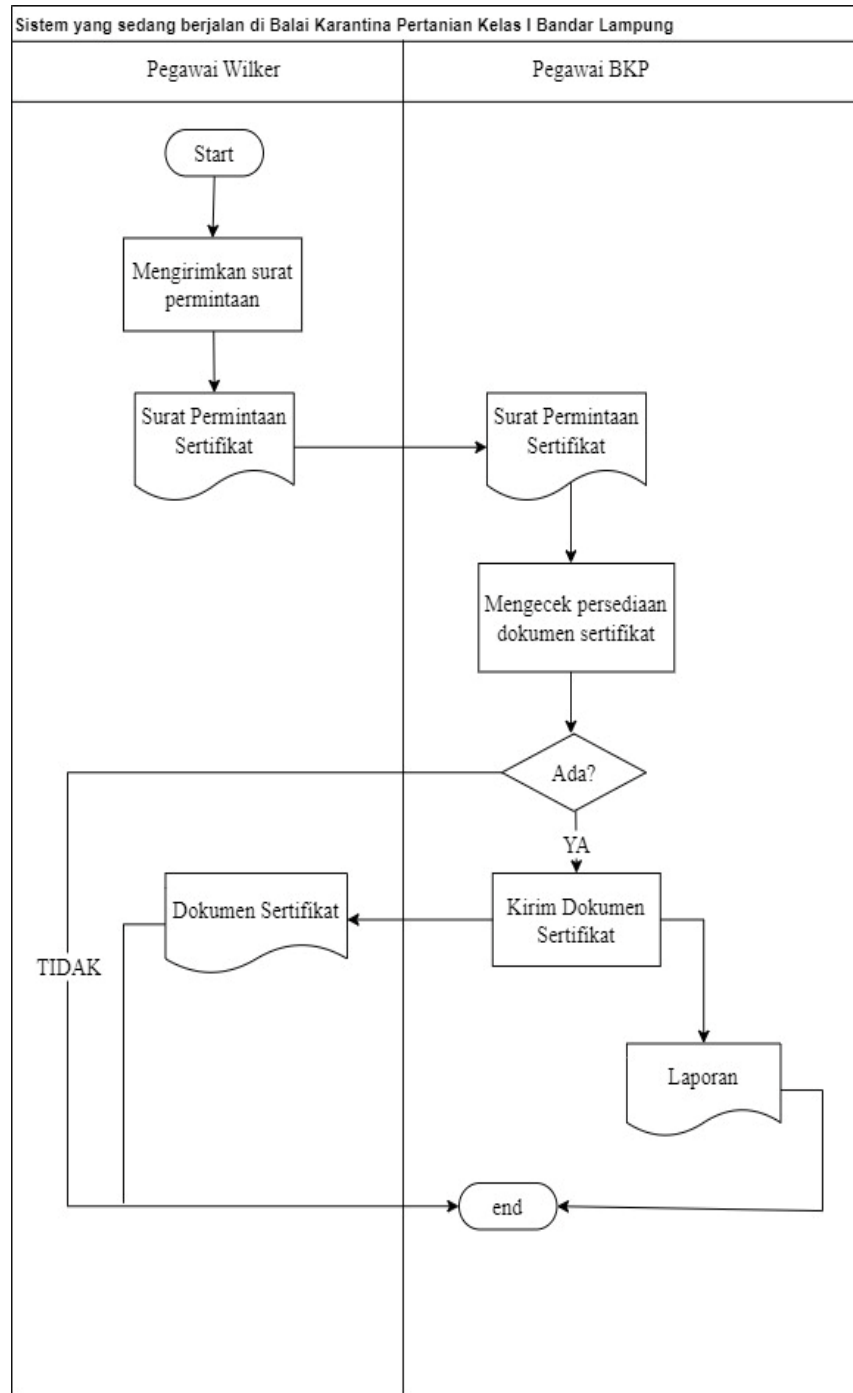 Sistem yang sedang berjalan di Balai Karantina Pertanian Kelas I Bandar Lampung
Pegawai Wilker
Pegawai BKP
Start
Mengirimkan surat
permintaan
Surat Permintaan
Sertifikat
Surat Permintaan
Sertifikat
Mengecek persediaan
dokumen sertifikat
Ada?
YA
Kirim Dokumen
Sertifikat
Dokumen Sertifikat
TIDAK
Laporan
end